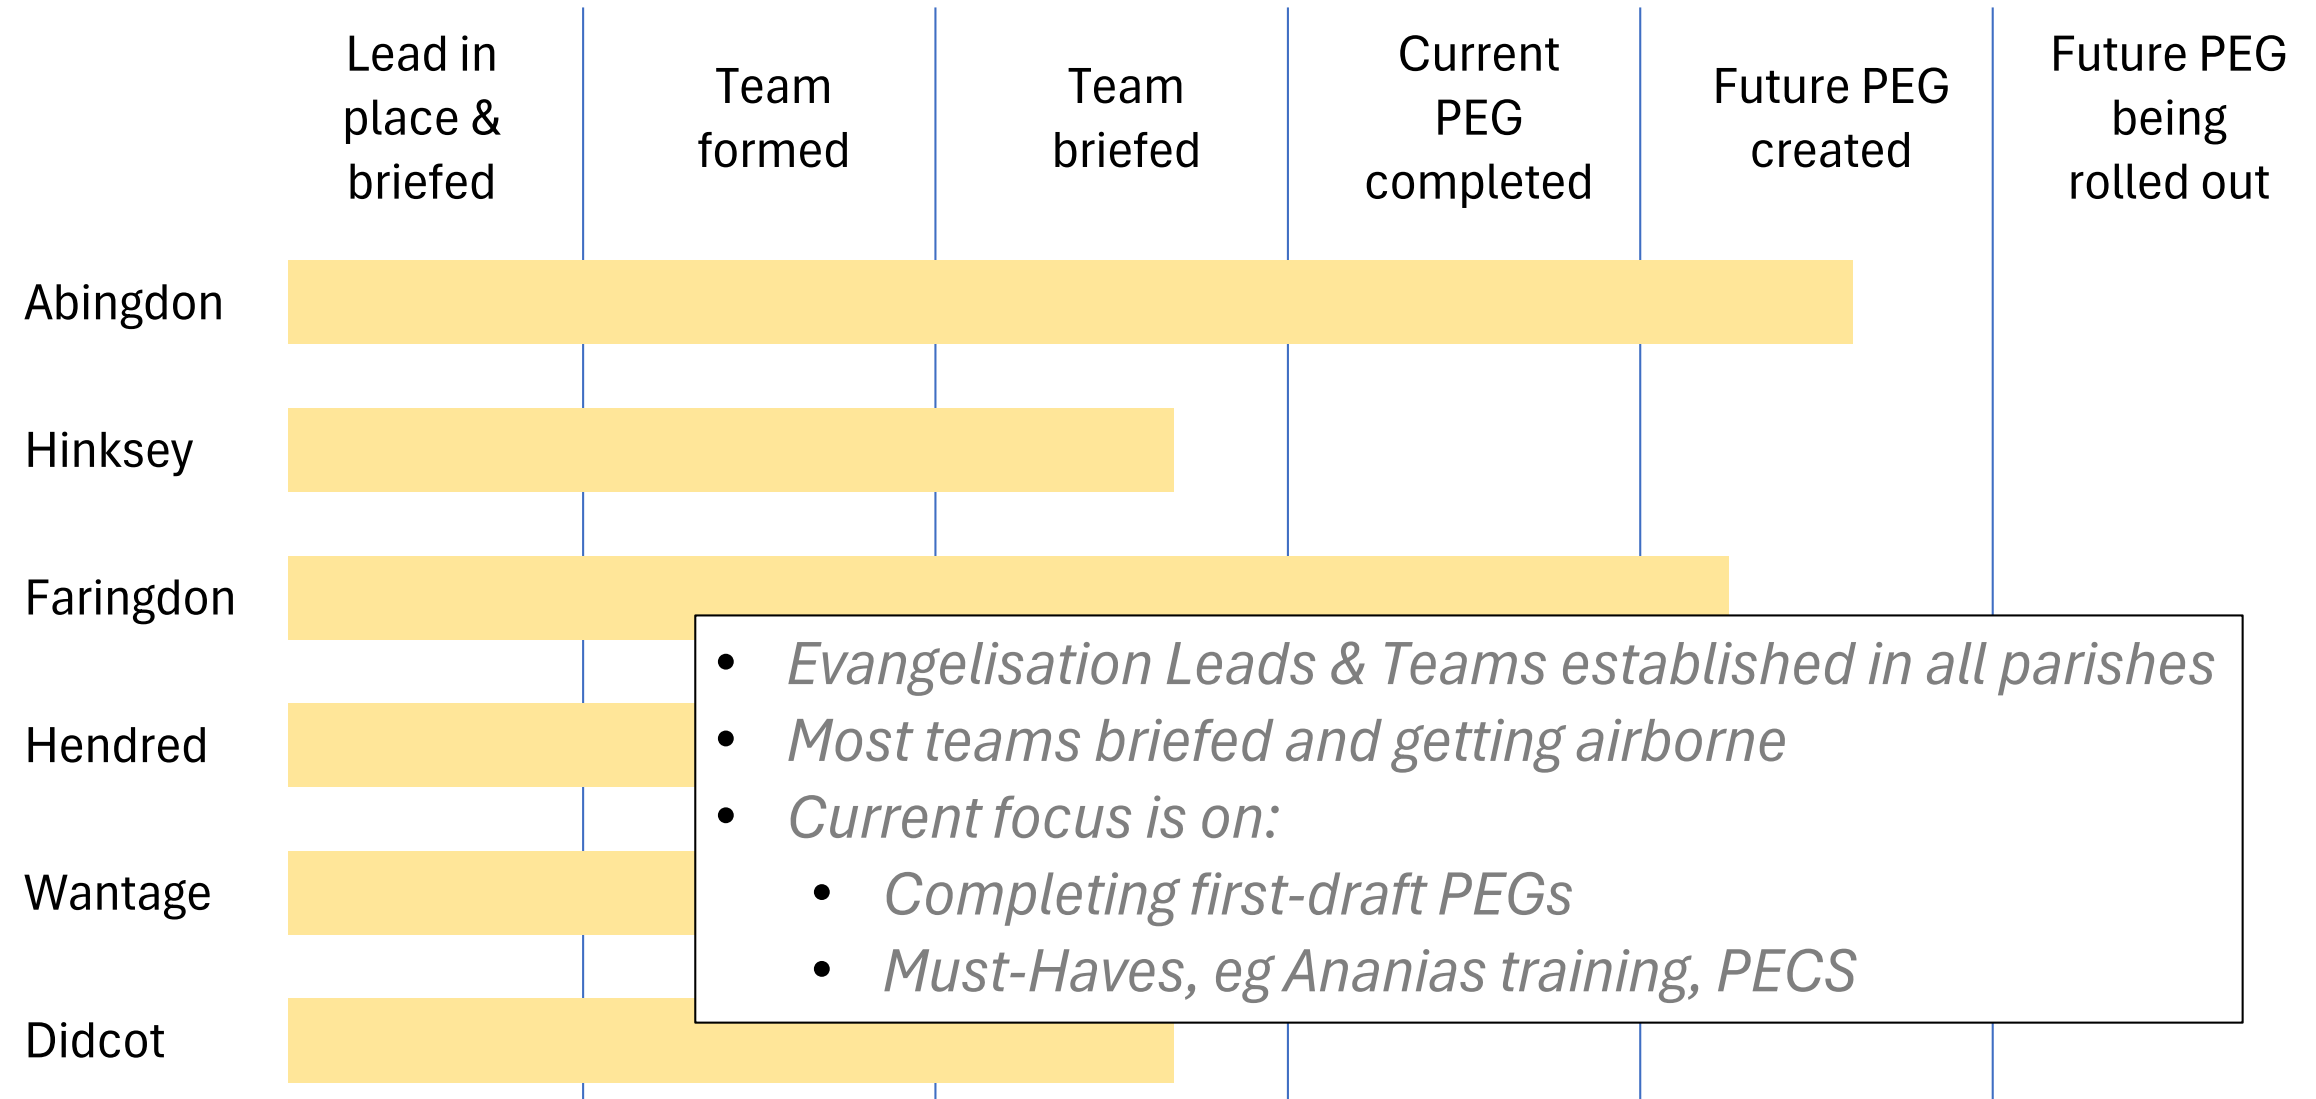 Lead in
place &
briefed
Team
formed
Team
briefed
Current
PEG
completed
Future PEG
created
Future PEG
being
rolled out
Abingdon
Hinksey
Faringdon
Hendred
Wantage
Didcot
• Evangelisation Leads & Teams established in all parishes
• Most teams briefed and getting airborne
• Current focus is on:
• Completing first-draft PEGs
• Must-Haves, eg Ananias training, PECS